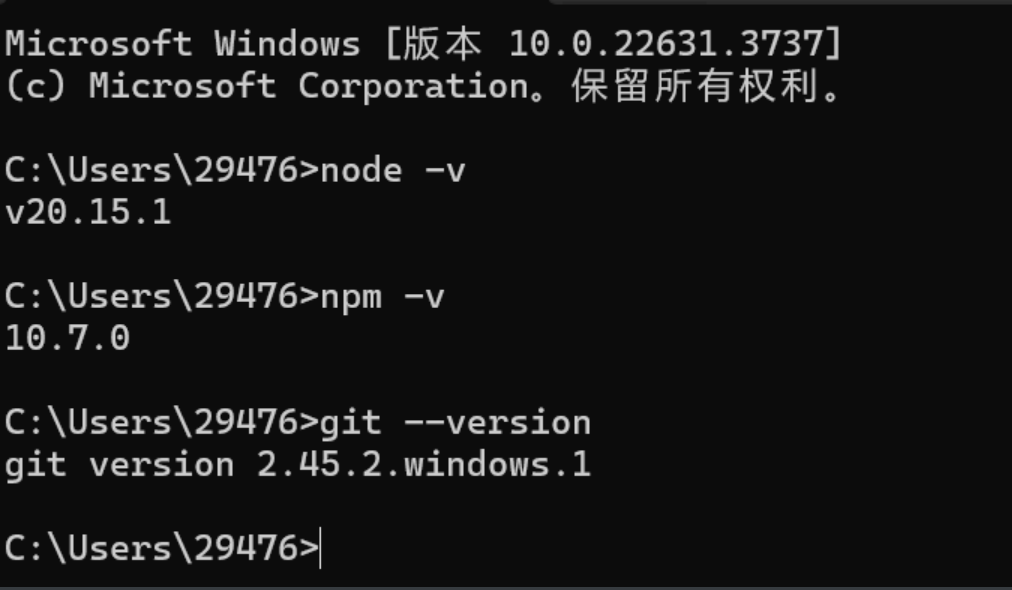 Microsoft Windows [版本 10.0.22631.3737]
(c) Microsoft Corporation。保留所有权利。
C:\Users\29476>node -v
v20.15.1
C:\Users\29476>npm -v
10.7.0
C:\Users\29476>git --version
git version 2.45.2.windows.1
C:\Users\29476>